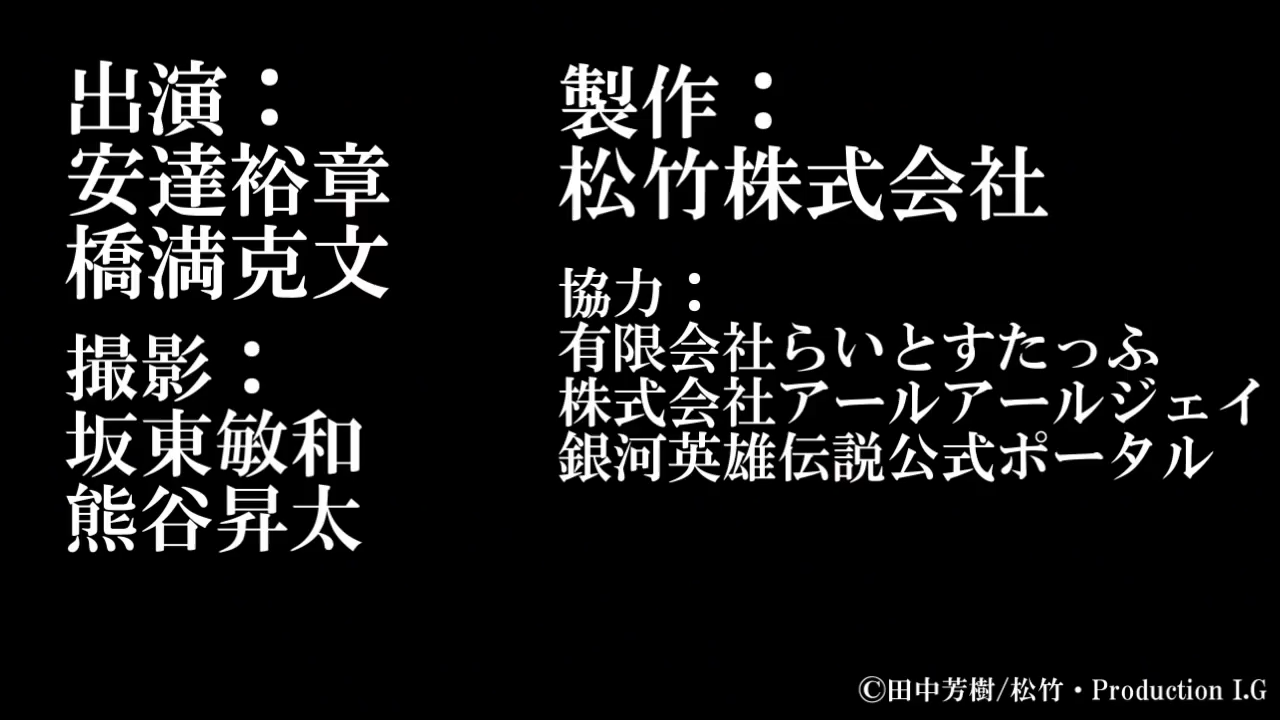 出演：
安達裕章
橋満克文
撮影：
坂東敏和
熊谷昇太
製作：
松竹株式会社
協力：
有限会社らいとすたっふ
株式会社アールアールジェイ
銀河英雄伝説公式ポータル
©田中芳樹/松竹・Production I.G